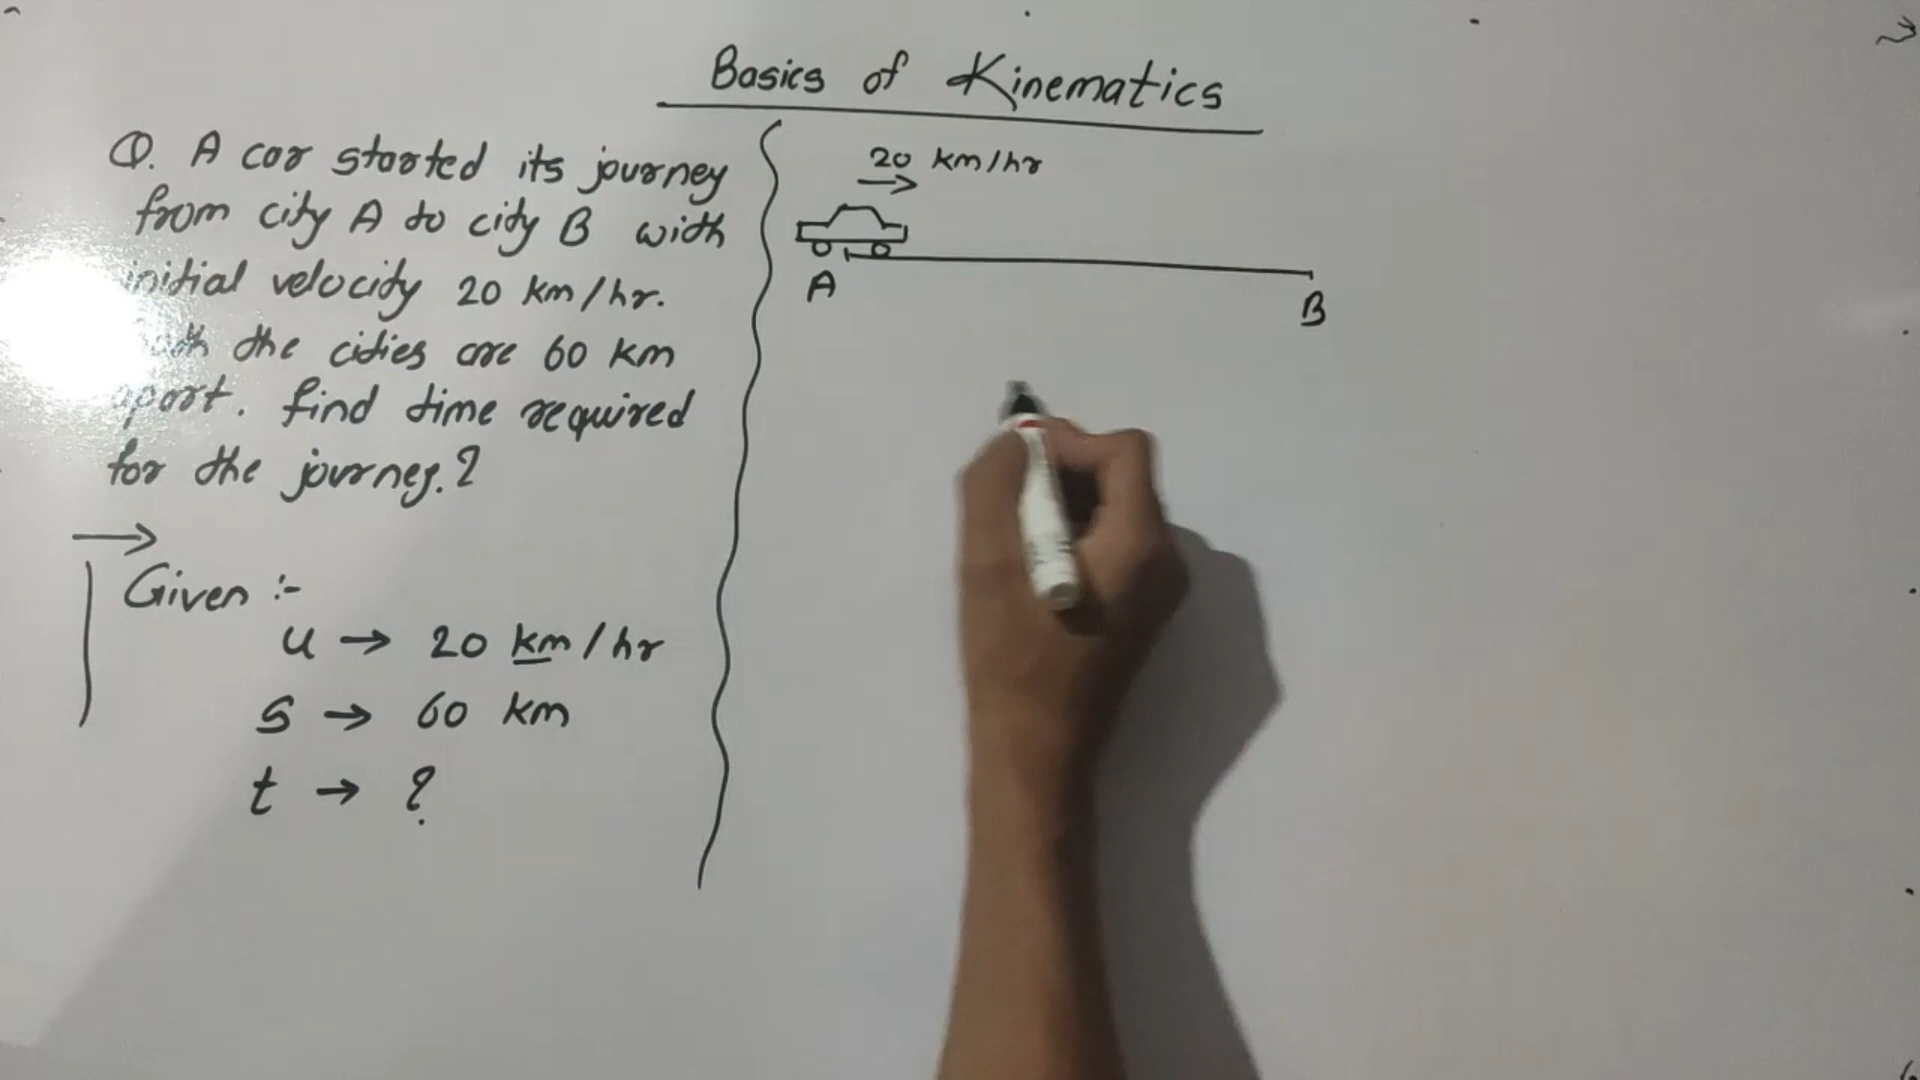 Basics of Kinematics
Q. A car started its journey
from city A to city B with
initial velocity 20 km/hr.
the cities are 60 km
apart. find time required
for the journey.?
Given :-
u → 20 km/hr
S → 60 km
t → ?
20 km/hr
A
B